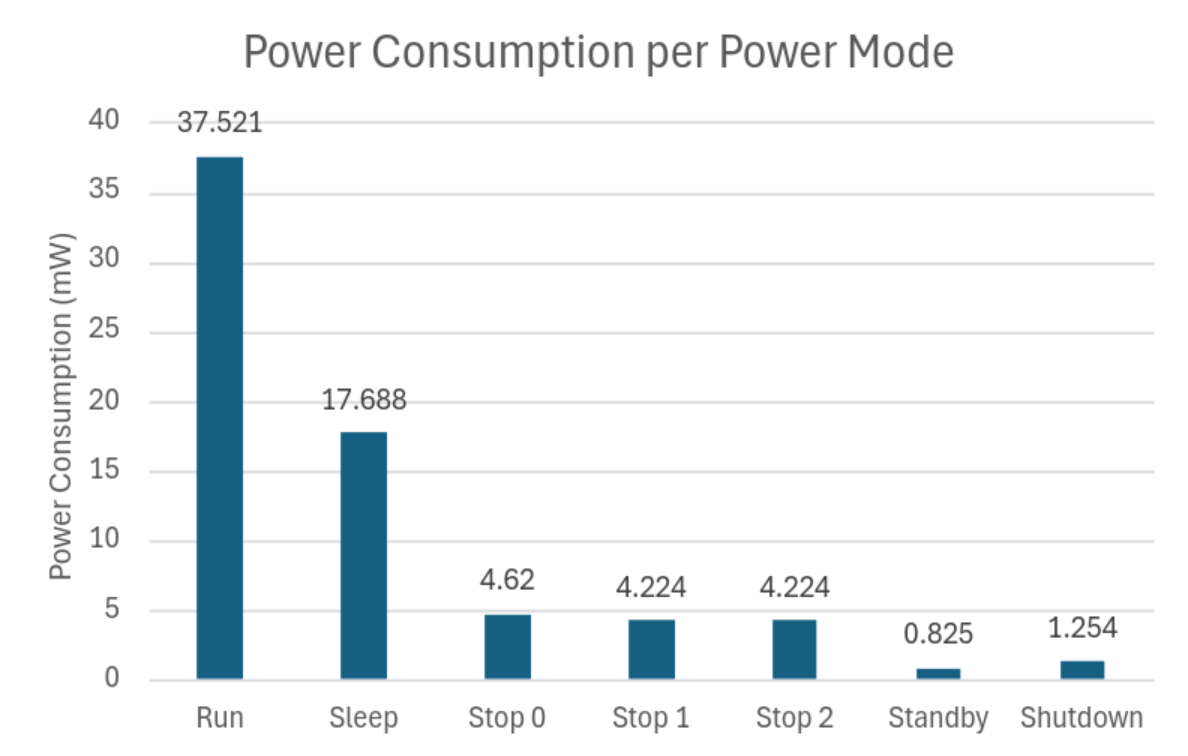 Power Consumption per Power Mode
40
35
30
25
20
15
10
5
0
Power Consumption (mW)
37.521
17.688
4.62
4.224
4.224
0.825
1.254
Run
Sleep
Stop 0
Stop 1
Stop 2
Standby
Shutdown